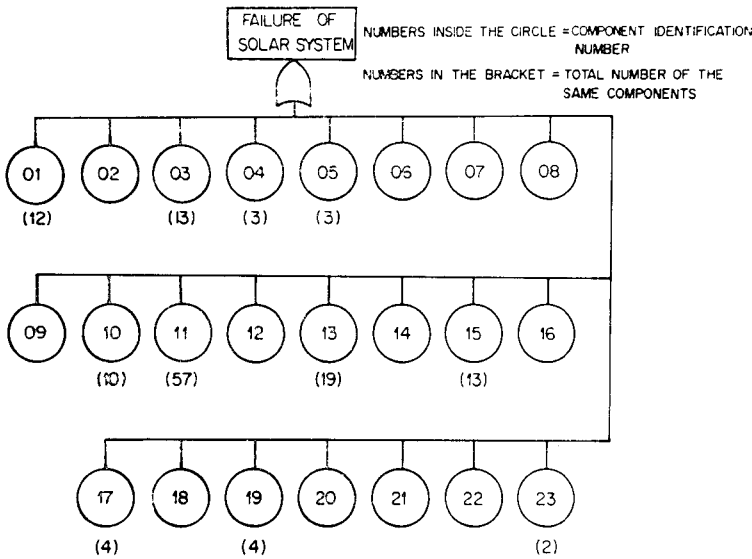 FAILURE OF
SOLAR SYSTEM
NUMBERS INSIDE THE CIRCLE = COMPONENT IDENTIFICATION
NUMBER
NUMBERS IN THE BRACKET = TOTAL NUMBER OF THE
SAME COMPONENTS
01 02 03 04 05 06 07 08
(12) (13) (3) (3)
09 10 11 12 13 14 15 16
(10) (57) (19) (13)
17 18 19 20 21 22 23
(4) (4) (2)